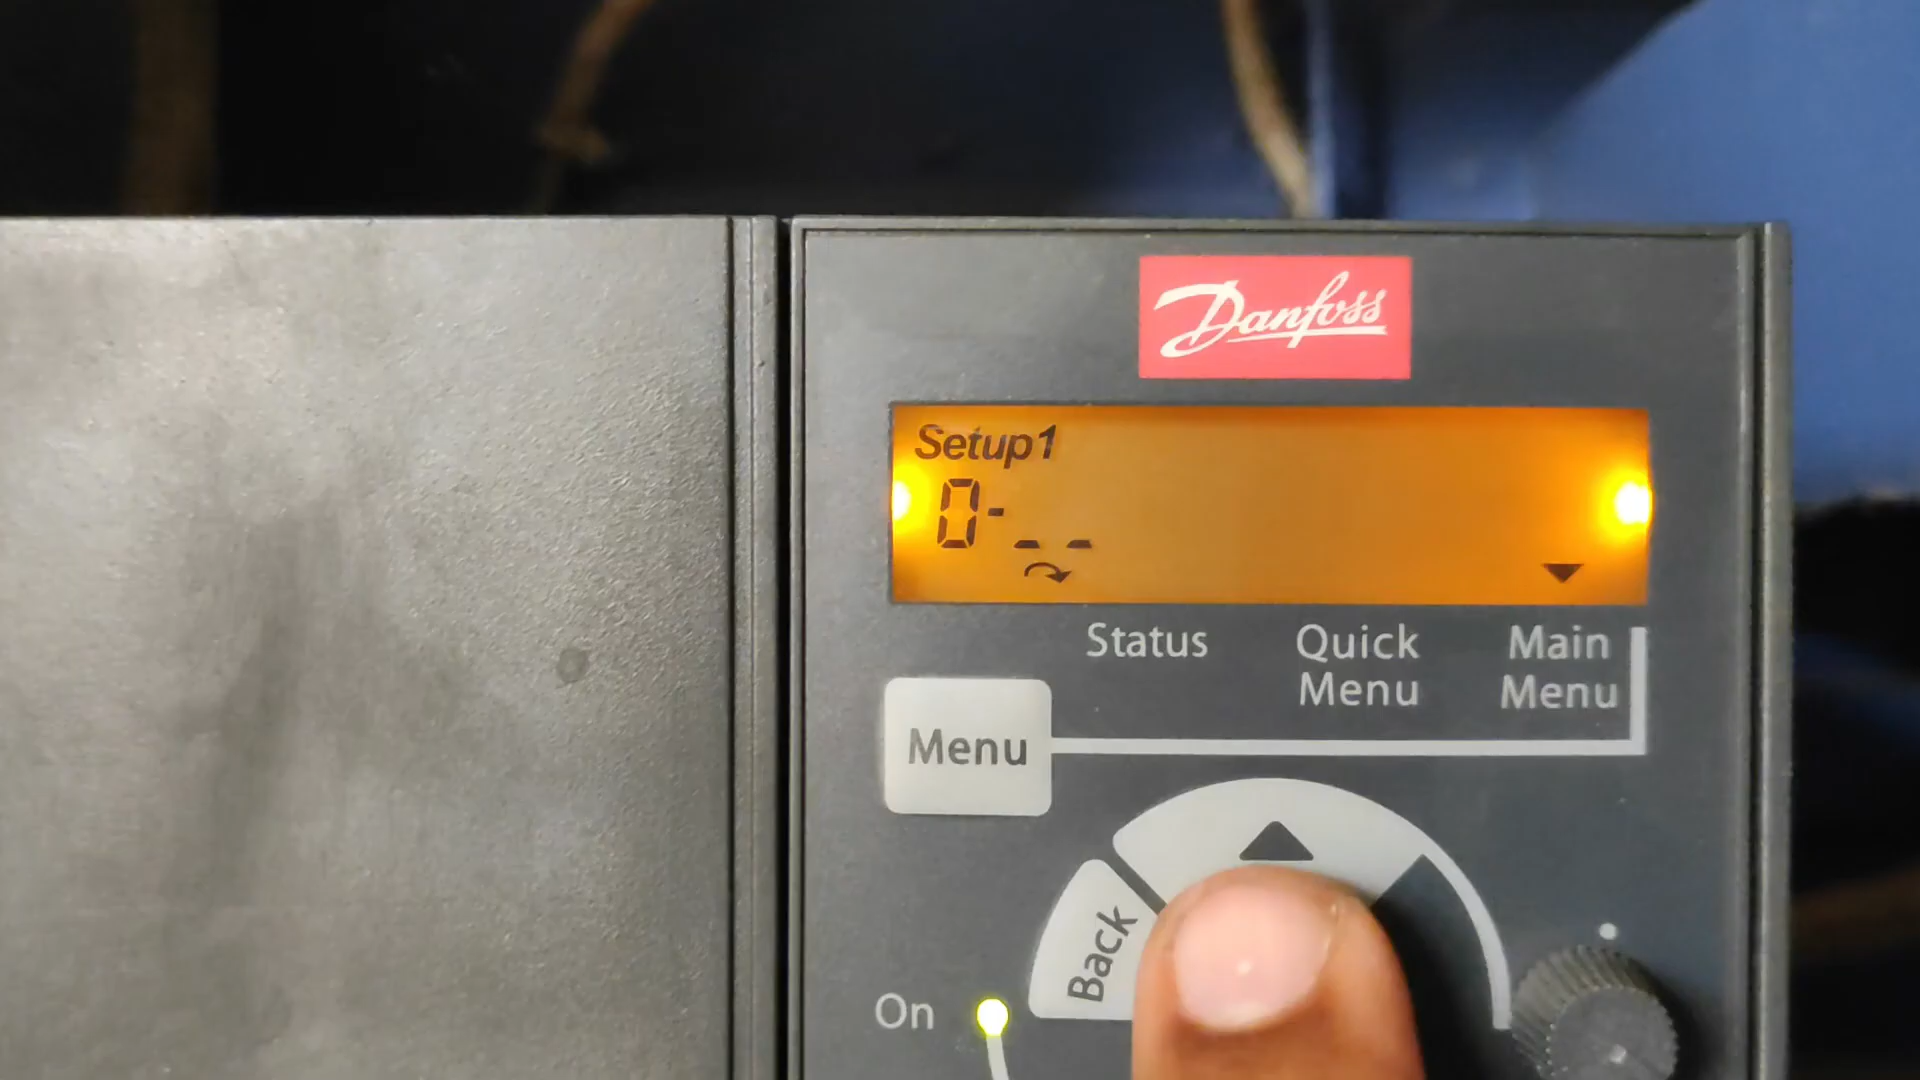 Danfoss
Setup1
0-_ _
Status
Quick Menu
Main Menu
Menu
Back
On